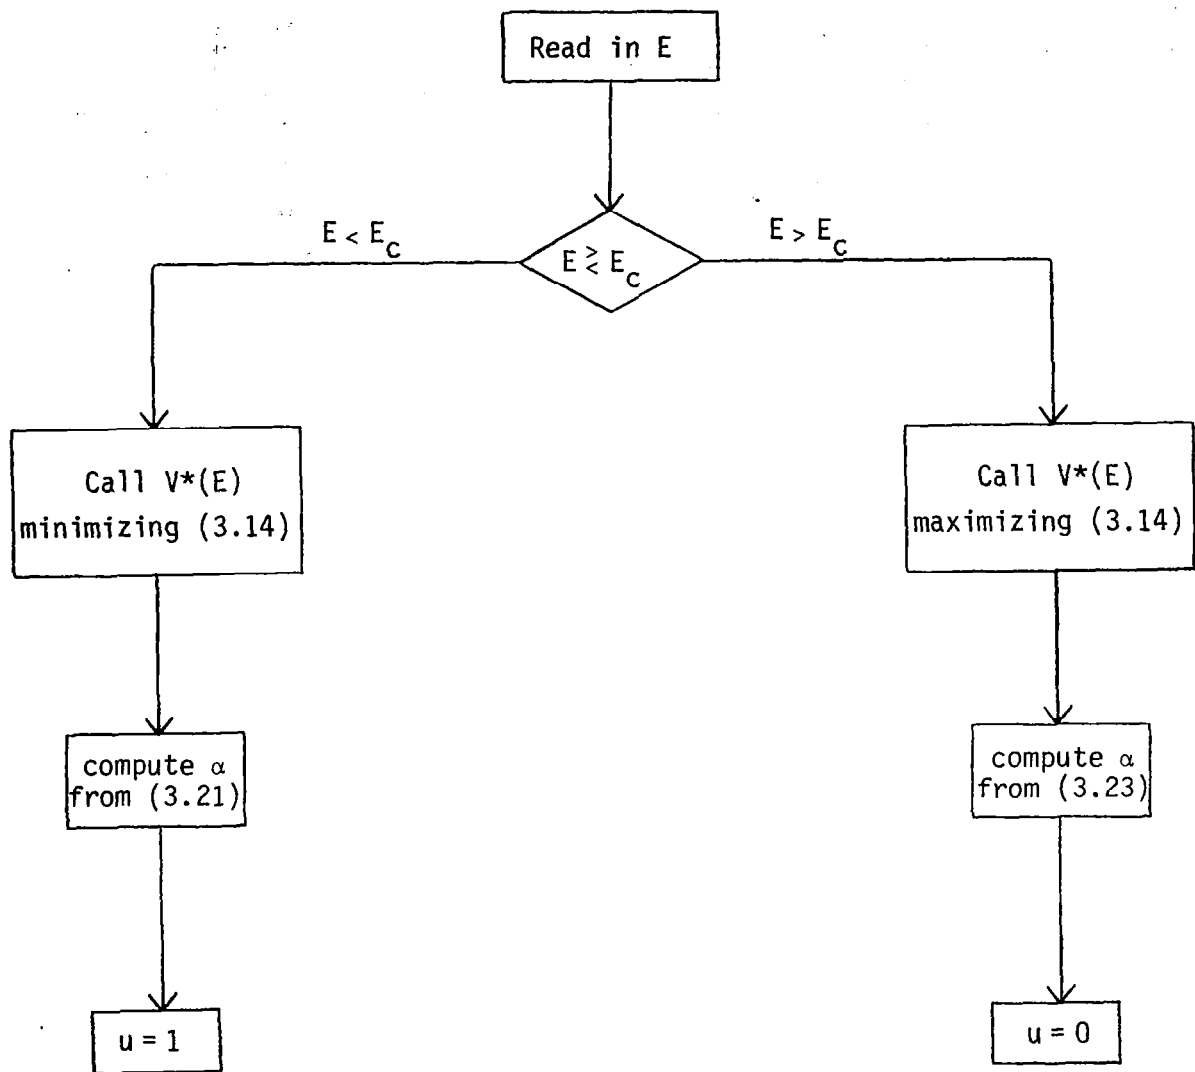 Read in E
E < E_c
E ≷ E_c
E > E_c
Call V*(E)
minimizing (3.14)
Call V*(E)
maximizing (3.14)
compute α
from (3.21)
compute α
from (3.23)
u = 1
u = 0